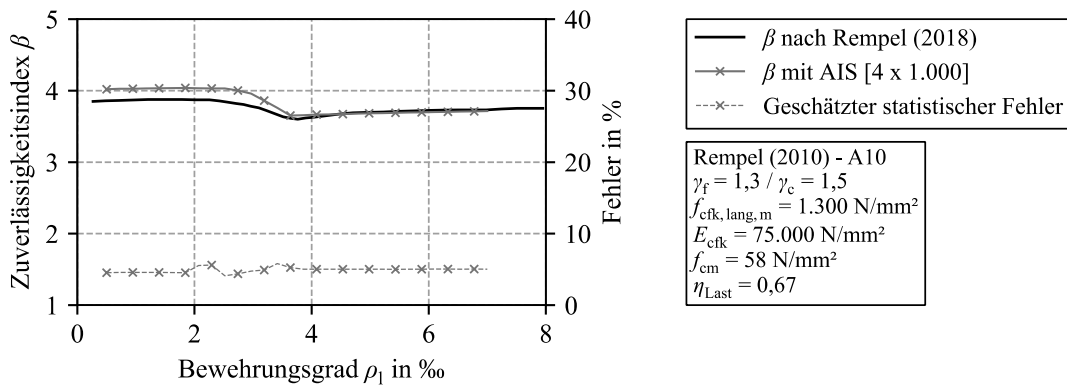 5
4
3
2
1
Zuverlässigkeitsindex β
40
30
20
10
0
Fehler in %
0
2
4
6
8
Bewehrungsgrad ρl in ‰
β nach Rempel (2018)
β mit AIS [4 x 1.000]
Geschätzter statistischer Fehler
Rempel (2010) - A10
γf = 1,3 / γc = 1,5
fcfk, lang, m = 1.300 N/mm²
Ecfk = 75.000 N/mm²
fcm = 58 N/mm²
ηLast = 0,67